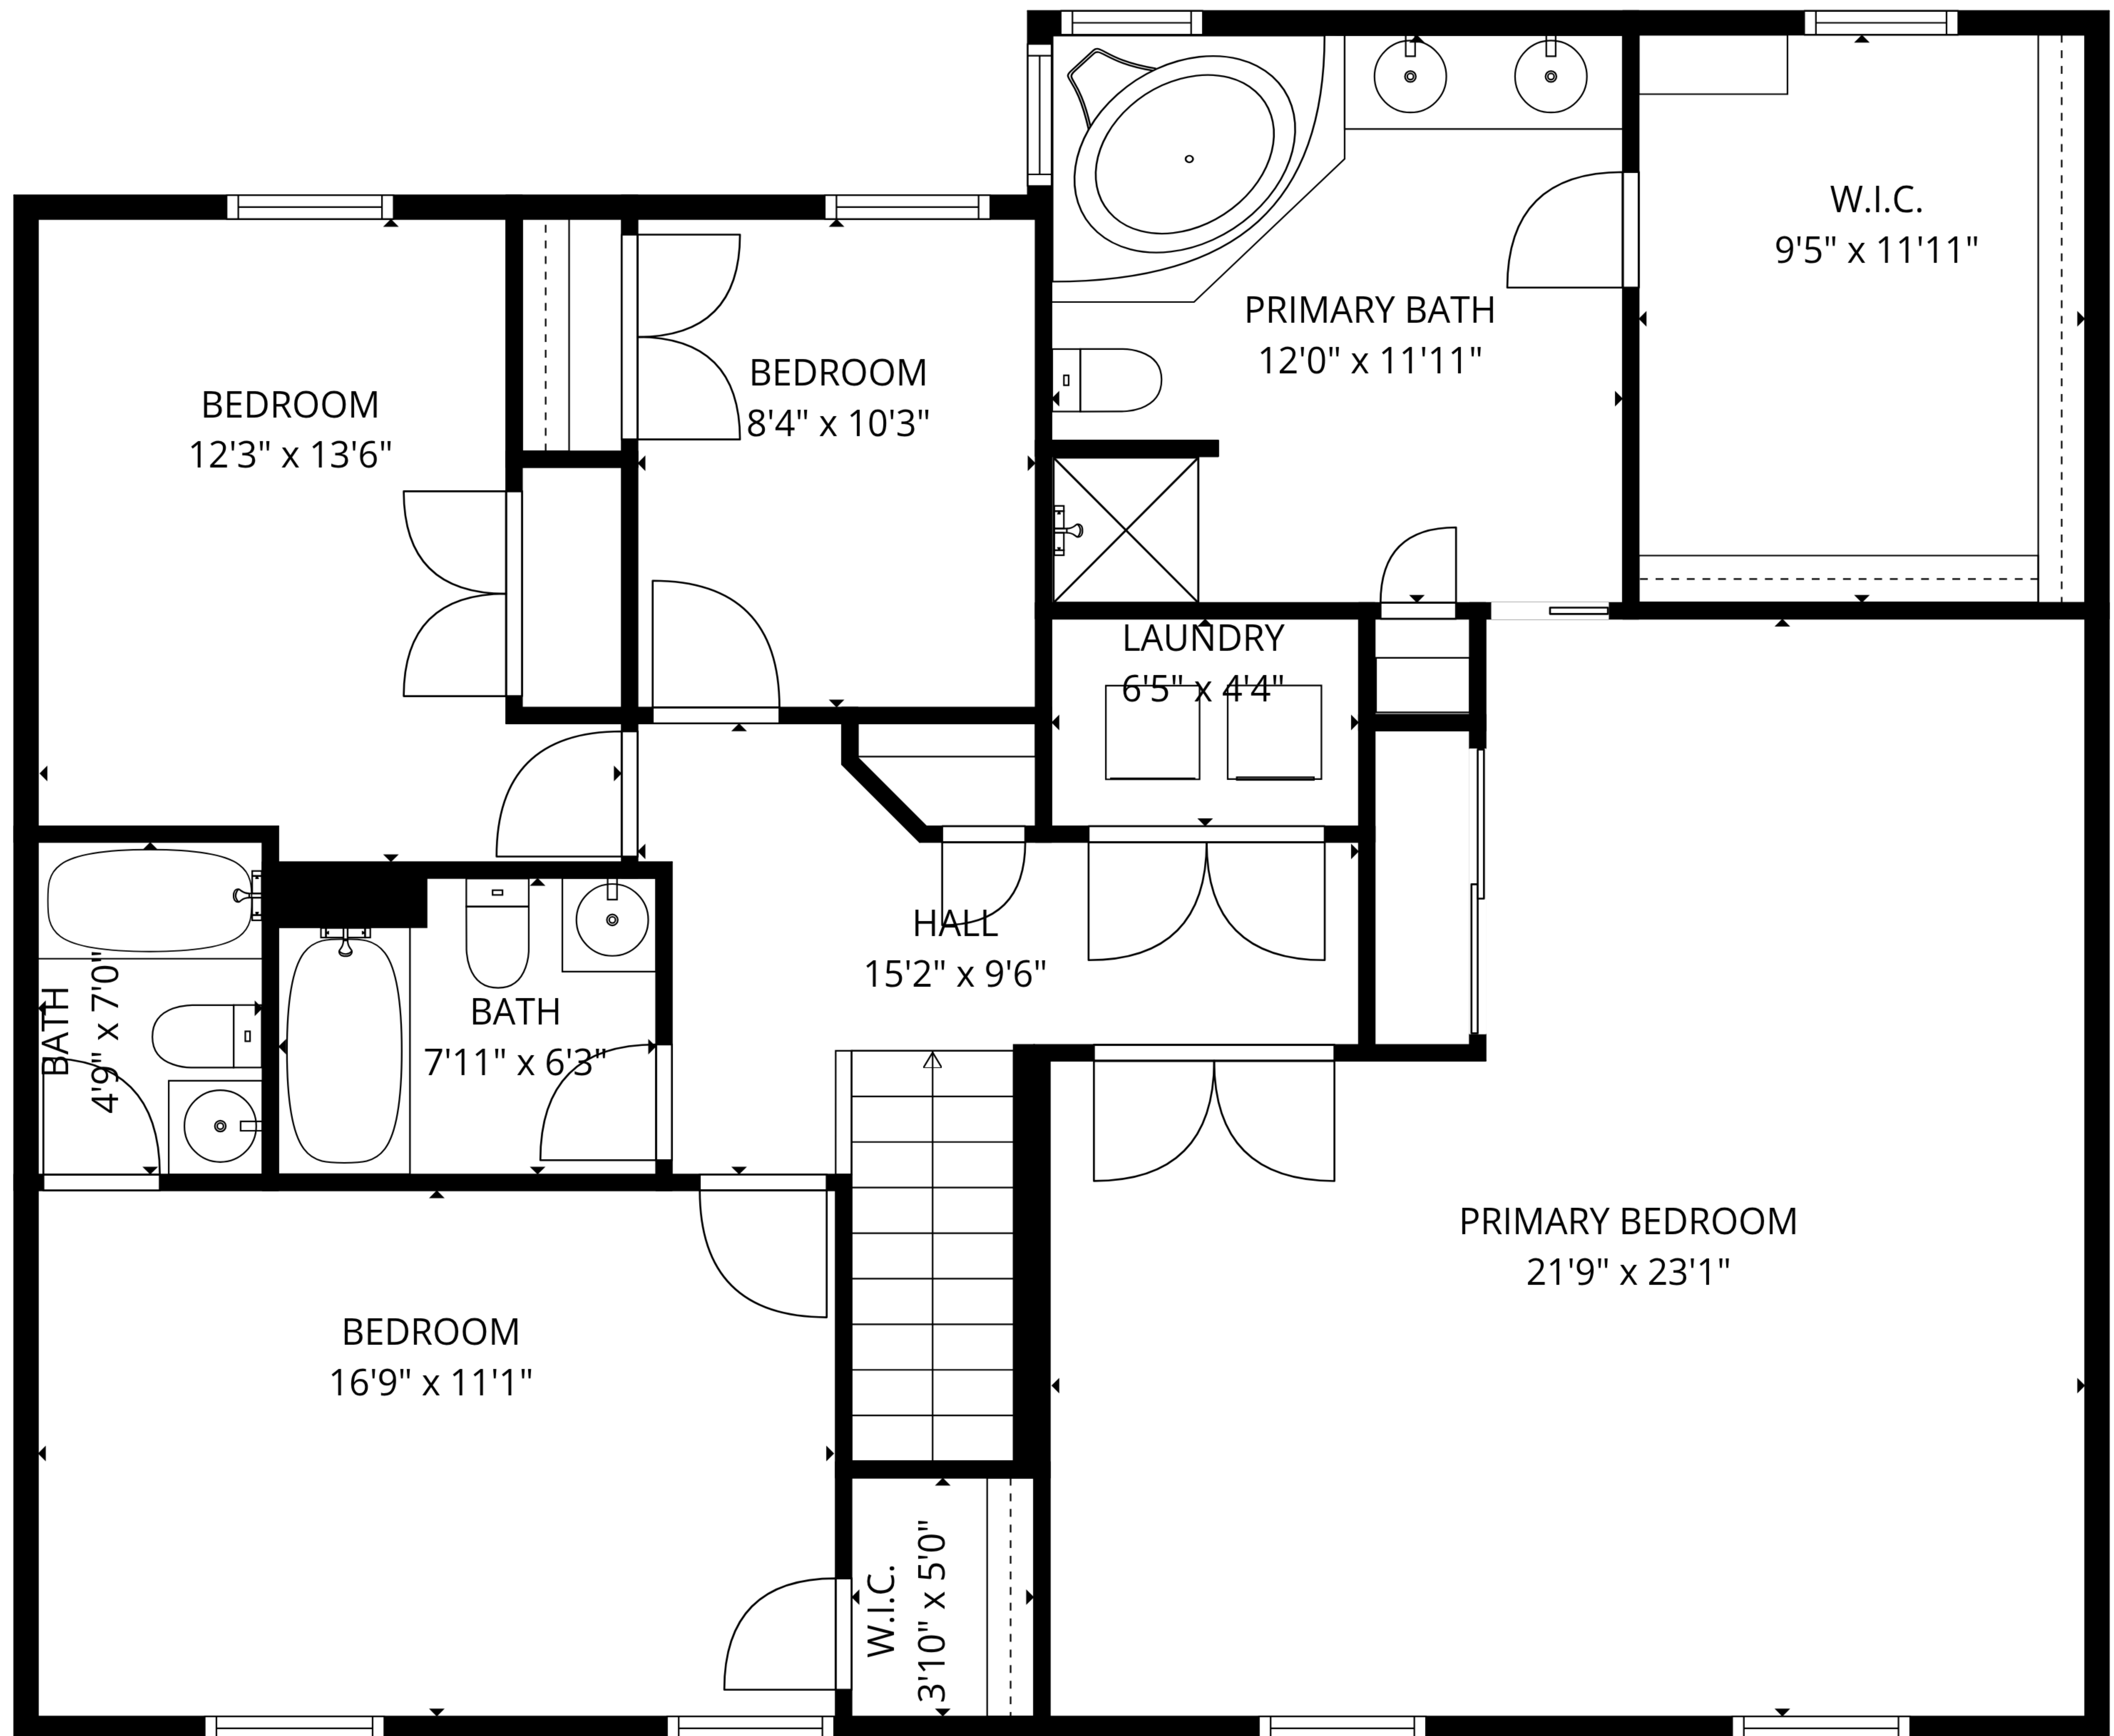 W.I.C.
9'5" x 11'11"
PRIMARY BATH
12'0" x 11'11"
BEDROOM
8'4" x 10'3"
BEDROOM
12'3" x 13'6"
LAUNDRY
6'5" x 4'4"
HALL
15'2" x 9'6"
BATH
4'9" x 7'0"
BATH
7'11" x 6'3"
PRIMARY BEDROOM
21'9" x 23'1"
BEDROOM
16'9" x 11'1"
W.I.C.
3'10" x 5'0"